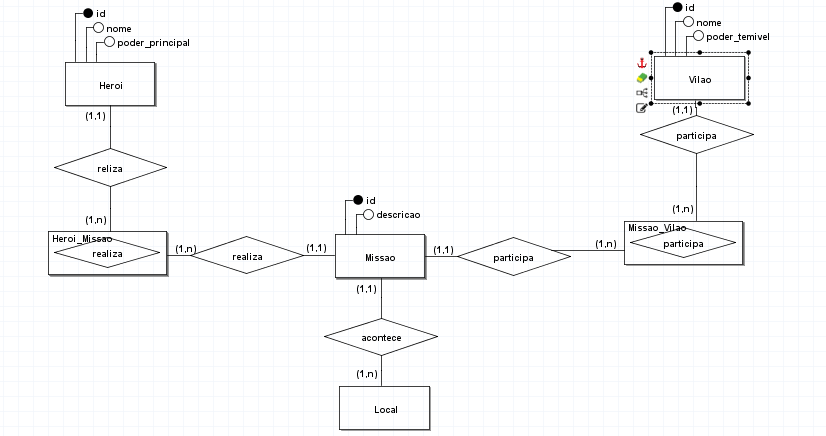 id
nome
poder_principal
Heroi
(1,1)
reliza
(1,n)
Heroi_Missao
realiza
(1,n)
realiza
(1,1)
id
descricao
Missao
(1,1)
participa
(1,n)
id
nome
poder_temivel
Vilao
(1,1)
participa
(1,n)
Missao_Vilao
participa
(1,1)
acontece
(1,n)
Local